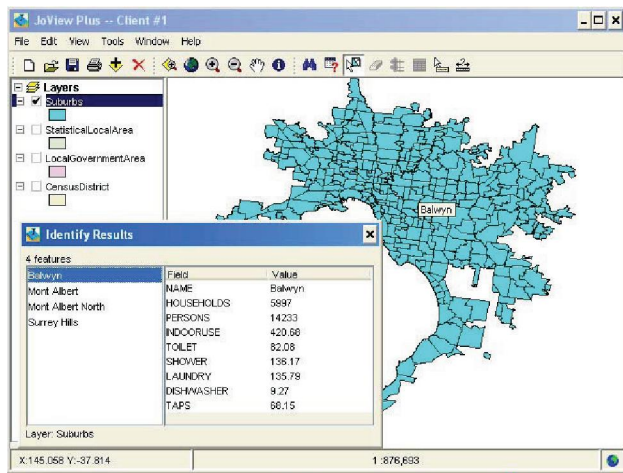 JoView Plus -- Client #1
File Edit View Tools Window Help
Layers
Suburbs
StatisticalLocalArea
LocalGovernmentArea
CensusDistrict
Balwyn
Identify Results
4 features
Balwyn
Mont Albert
Mont Albert North
Surrey Hills
Field Value
NAME Balwyn
HOUSEHOLDS 5997
PERSONS 14233
INDOORUSE 420.68
TOILET 82.08
SHOWER 136.17
LAUNDRY 135.79
DISHWASHER 9.27
TAPS 68.15
Layer: Suburbs
X:145.058 Y:-37.814 1:876,693